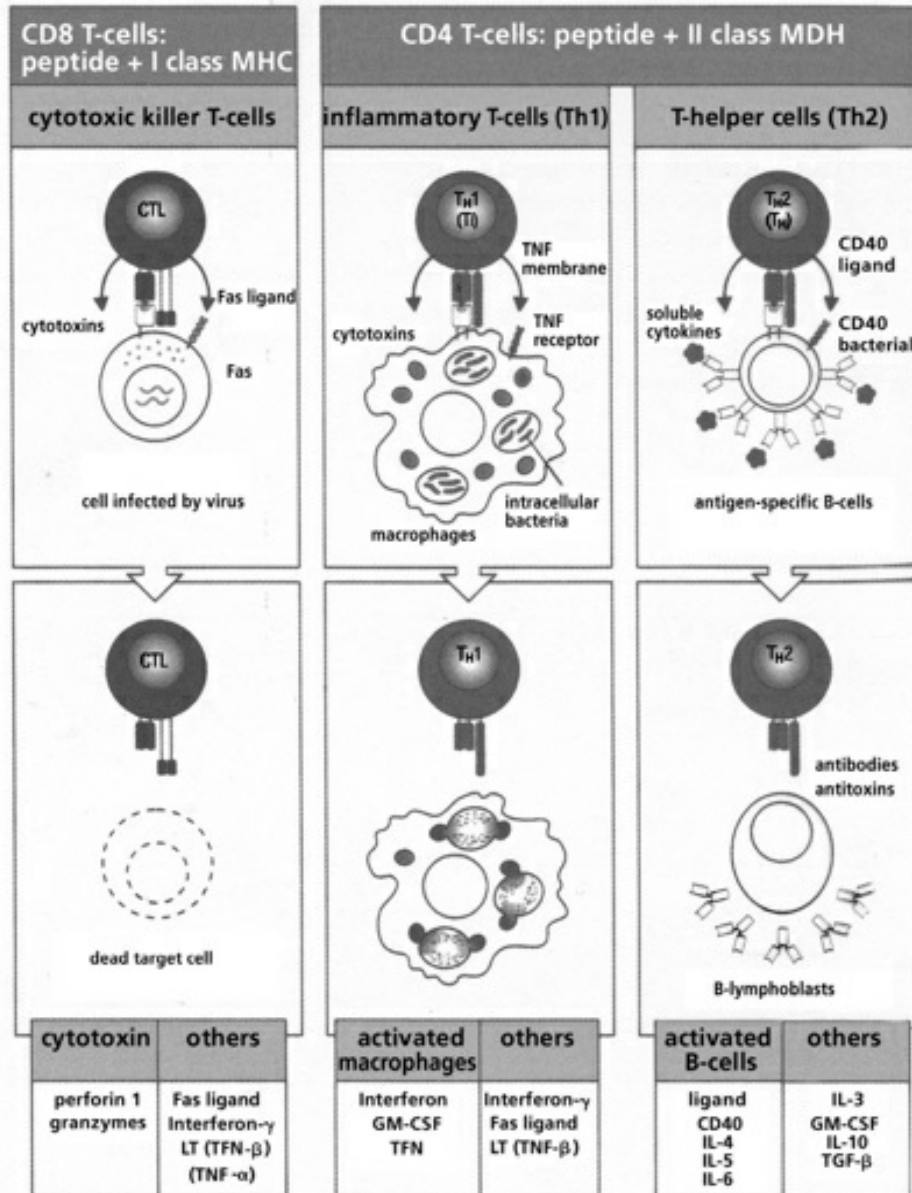 CD8 T-cells:
peptide + I class MHC
CD4 T-cells: peptide + II class MDH
cytotoxic killer T-cells
inflammatory T-cells (Th1)
T-helper cells (Th2)
CTL
cytotoxins
Fas ligand
Fas
cell infected by virus
TH1
(TI)
TNF
membrane
cytotoxins
TNF
receptor
intracellular
bacteria
macrophages
TH2
(TH)
CD40
ligand
soluble
cytokines
CD40
bacterial
antigen-specific B-cells
CTL
dead target cell
TH1
TH2
antibodies
antitoxins
B-lymphoblasts
cytotoxin
others
perforin 1
granzymes
Fas ligand
Interferon-γ
LT (TFN-β)
(TNF-α)
activated
macrophages
others
Interferon
GM-CSF
TFN
Interferon-γ
Fas ligand
LT (TNF-β)
activated
B-cells
others
ligand
CD40
IL-4
IL-5
IL-6
IL-3
GM-CSF
IL-10
TGF-β